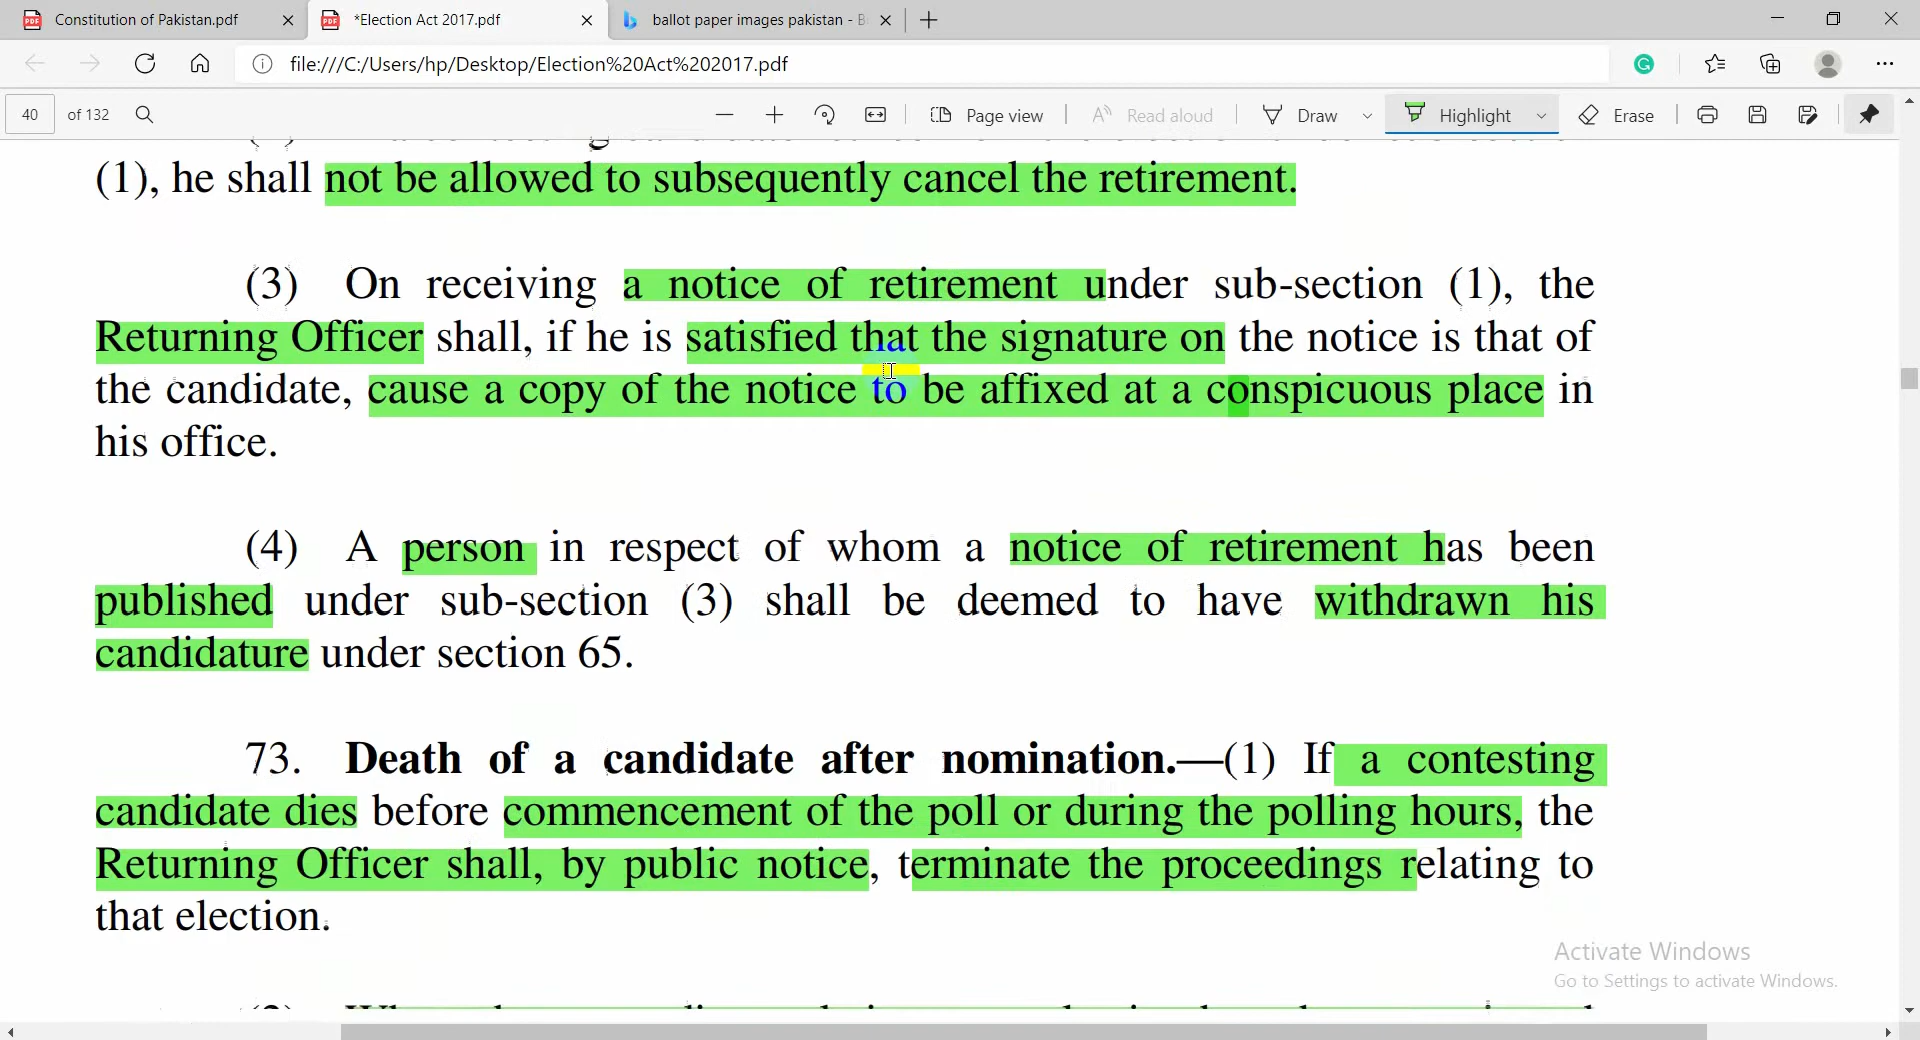 Constitution of Pakistan.pdf
*Election Act 2017.pdf
ballot paper images pakistan -
file:///C:/Users/hp/Desktop/Election%20Act%202017.pdf
40 of 132
Page view
Read aloud
Draw
Highlight
Erase
(1), he shall not be allowed to subsequently cancel the retirement.
(3) On receiving a notice of retirement under sub-section (1), the
Returning Officer shall, if he is satisfied that the signature on the notice is that of
the candidate, cause a copy of the notice to be affixed at a conspicuous place in
his office.
(4) A person in respect of whom a notice of retirement has been
published under sub-section (3) shall be deemed to have withdrawn his
candidature under section 65.
73. Death of a candidate after nomination.—(1) If a contesting
candidate dies before commencement of the poll or during the polling hours, the
Returning Officer shall, by public notice, terminate the proceedings relating to
that election.
Activate Windows
Go to Settings to activate Windows.